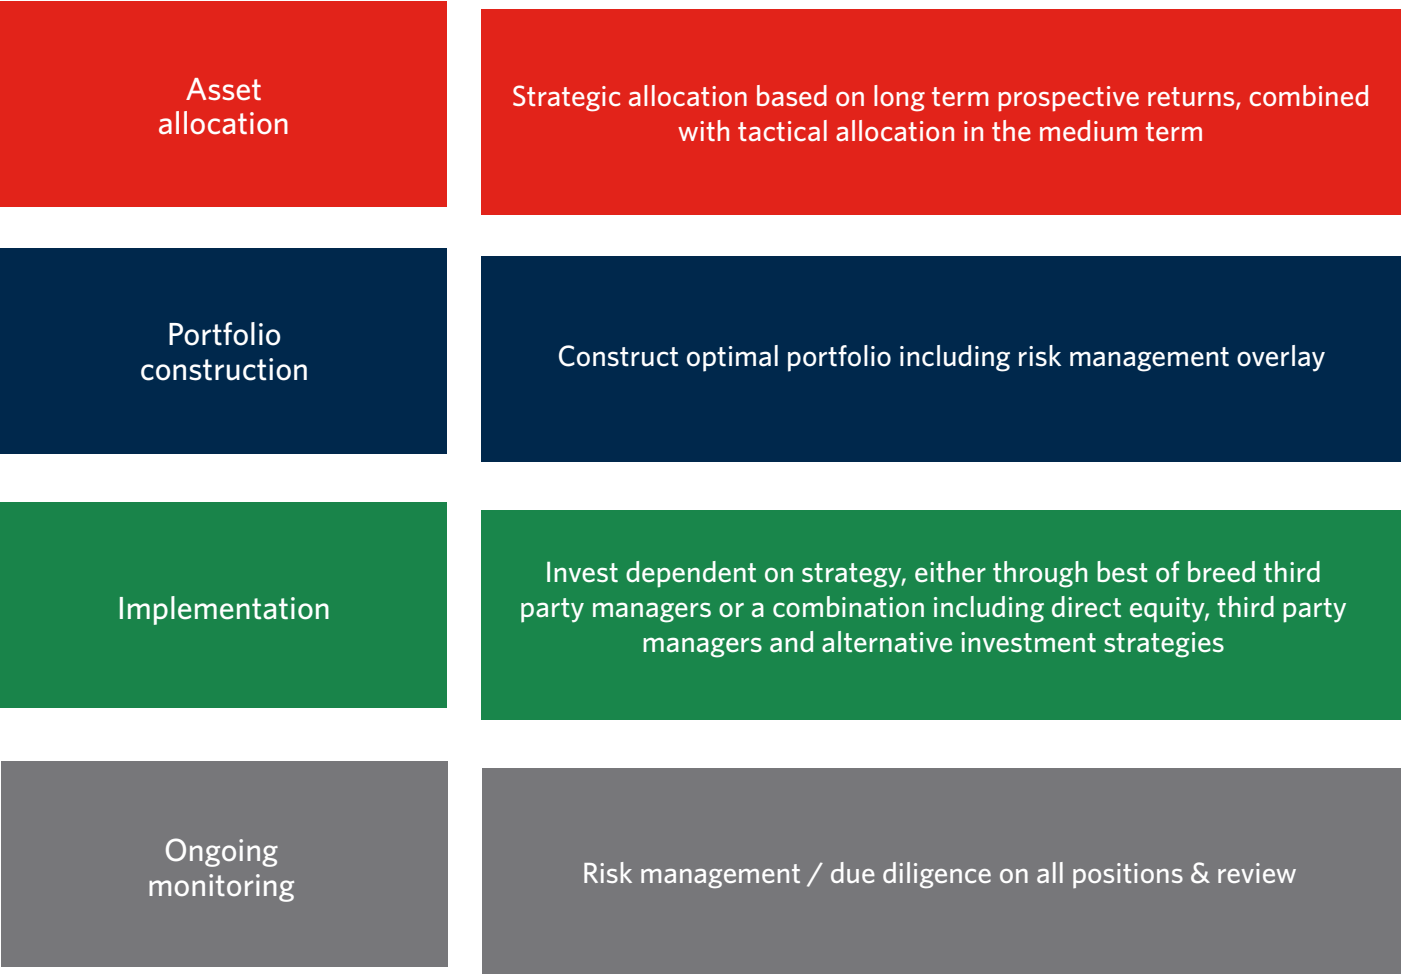 Asset
allocation
Strategic allocation based on long term prospective returns, combined
with tactical allocation in the medium term
Portfolio
construction
Construct optimal portfolio including risk management overlay
Implementation
Invest dependent on strategy, either through best of breed third
party managers or a combination including direct equity, third party
managers and alternative investment strategies
Ongoing
monitoring
Risk management / due diligence on all positions & review